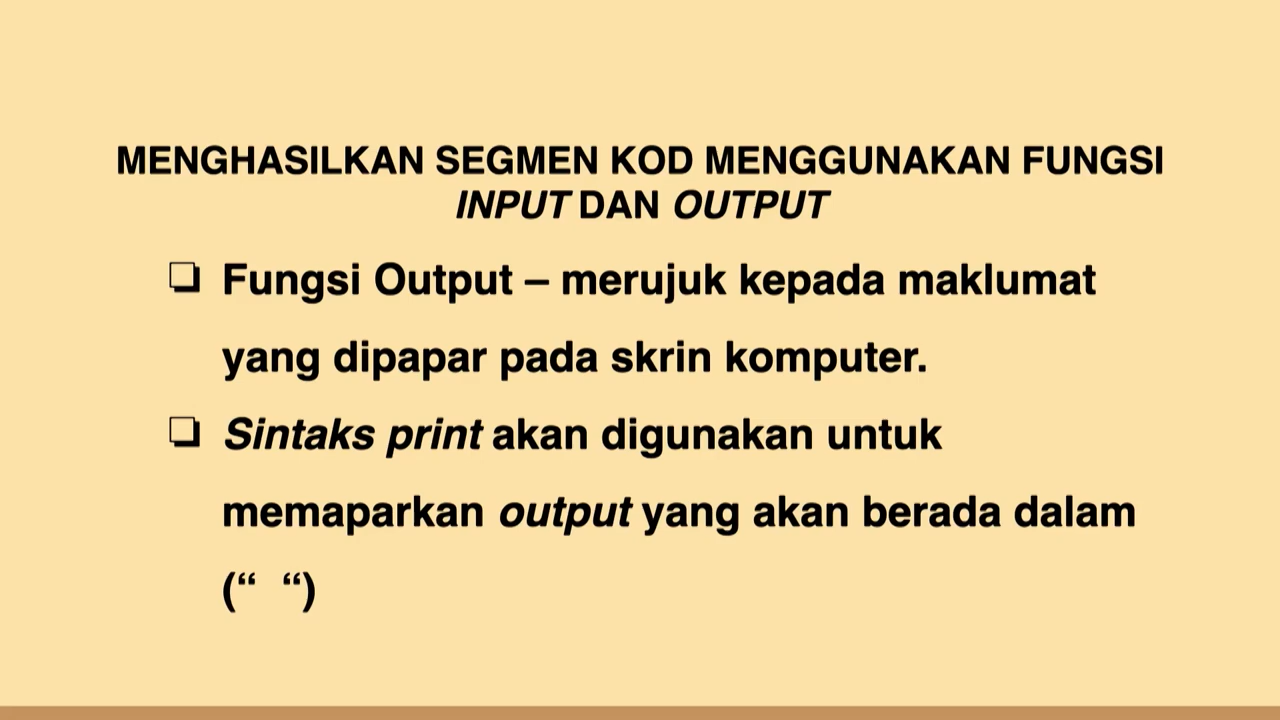 MENGHASILKAN SEGMEN KOD MENGGUNAKAN FUNGSI
INPUT DAN OUTPUT
❏ Fungsi Output – merujuk kepada maklumat
yang dipapar pada skrin komputer.
❏ Sintaks print akan digunakan untuk
memaparkan output yang akan berada dalam
(“ “)